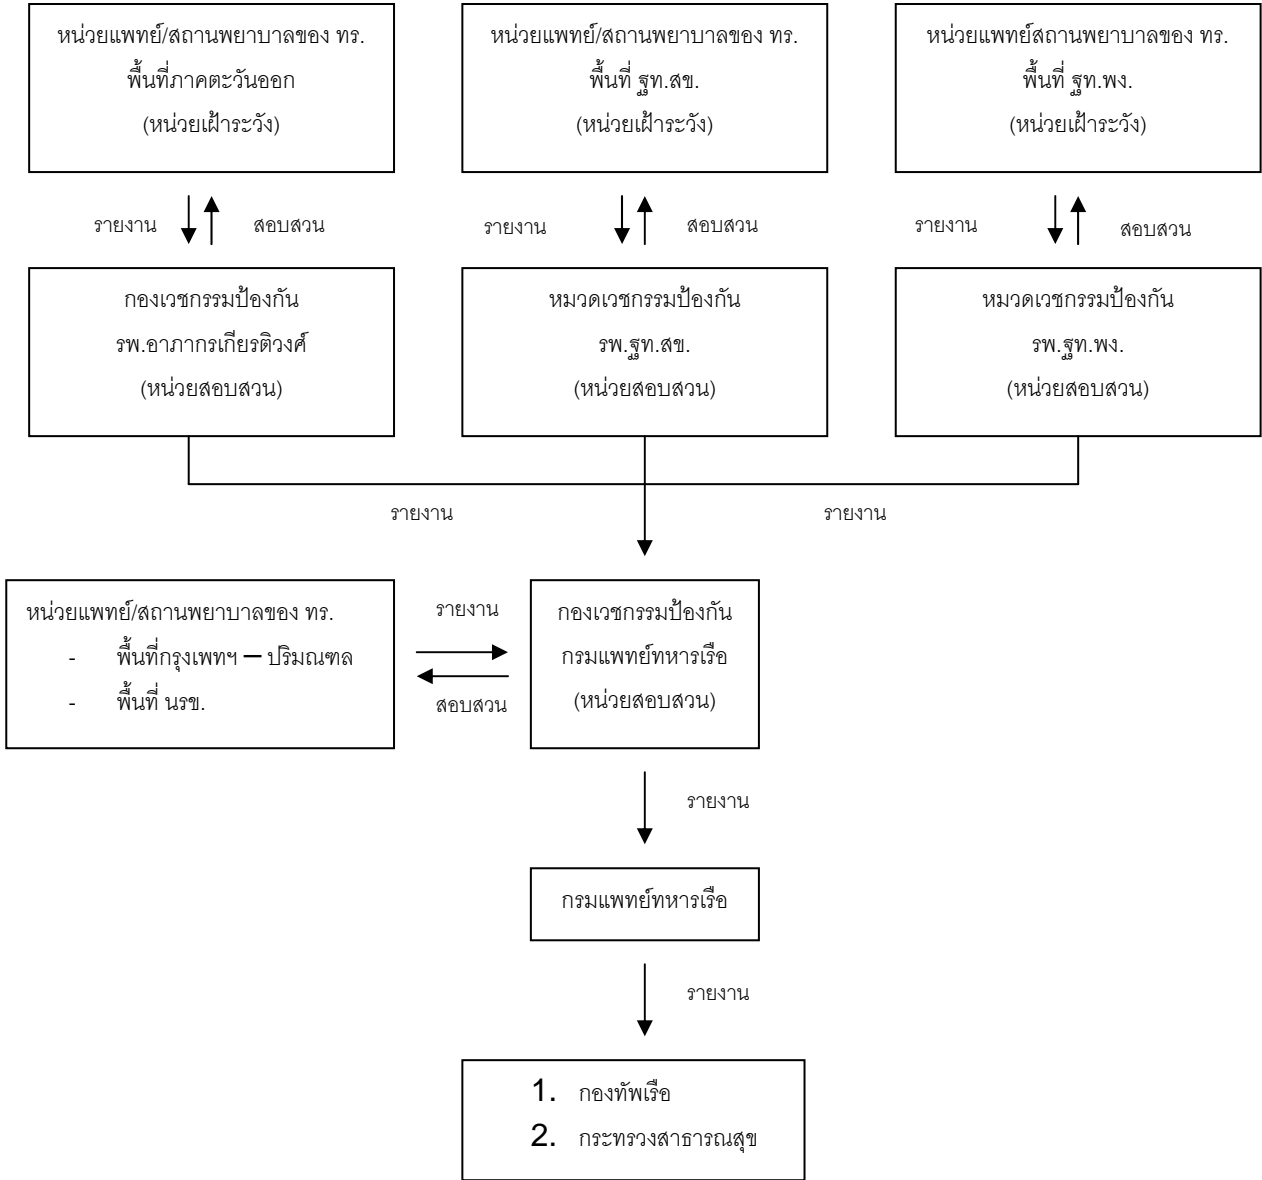 หน่วยแพทย์/สถานพยาบาลของ ทร.
พื้นที่ภาคตะวันออก
(หน่วยเฝ้าระวัง)
หน่วยแพทย์/สถานพยาบาลของ ทร.
พื้นที่ ฐท.สข.
(หน่วยเฝ้าระวัง)
หน่วยแพทย์สถานพยาบาลของ ทร.
พื้นที่ ฐท.พง.
(หน่วยเฝ้าระวัง)
รายงาน
สอบสวน
รายงาน
สอบสวน
รายงาน
สอบสวน
กองเวชกรรมป้องกัน
รพ.อาภากรเกียรติวงศ์
(หน่วยสอบสวน)
หมวดเวชกรรมป้องกัน
รพ.ฐท.สข.
(หน่วยสอบสวน)
หมวดเวชกรรมป้องกัน
รพ.ฐท.พง.
(หน่วยสอบสวน)
รายงาน
รายงาน
หน่วยแพทย์/สถานพยาบาลของ ทร.
- พื้นที่กรุงเพทฯ – ปริมณฑล
- พื้นที่ นรข.
รายงาน
สอบสวน
กองเวชกรรมป้องกัน
กรมแพทย์ทหารเรือ
(หน่วยสอบสวน)
รายงาน
กรมแพทย์ทหารเรือ
รายงาน
1. กองทัพเรือ
2. กระทรวงสาธารณสุข